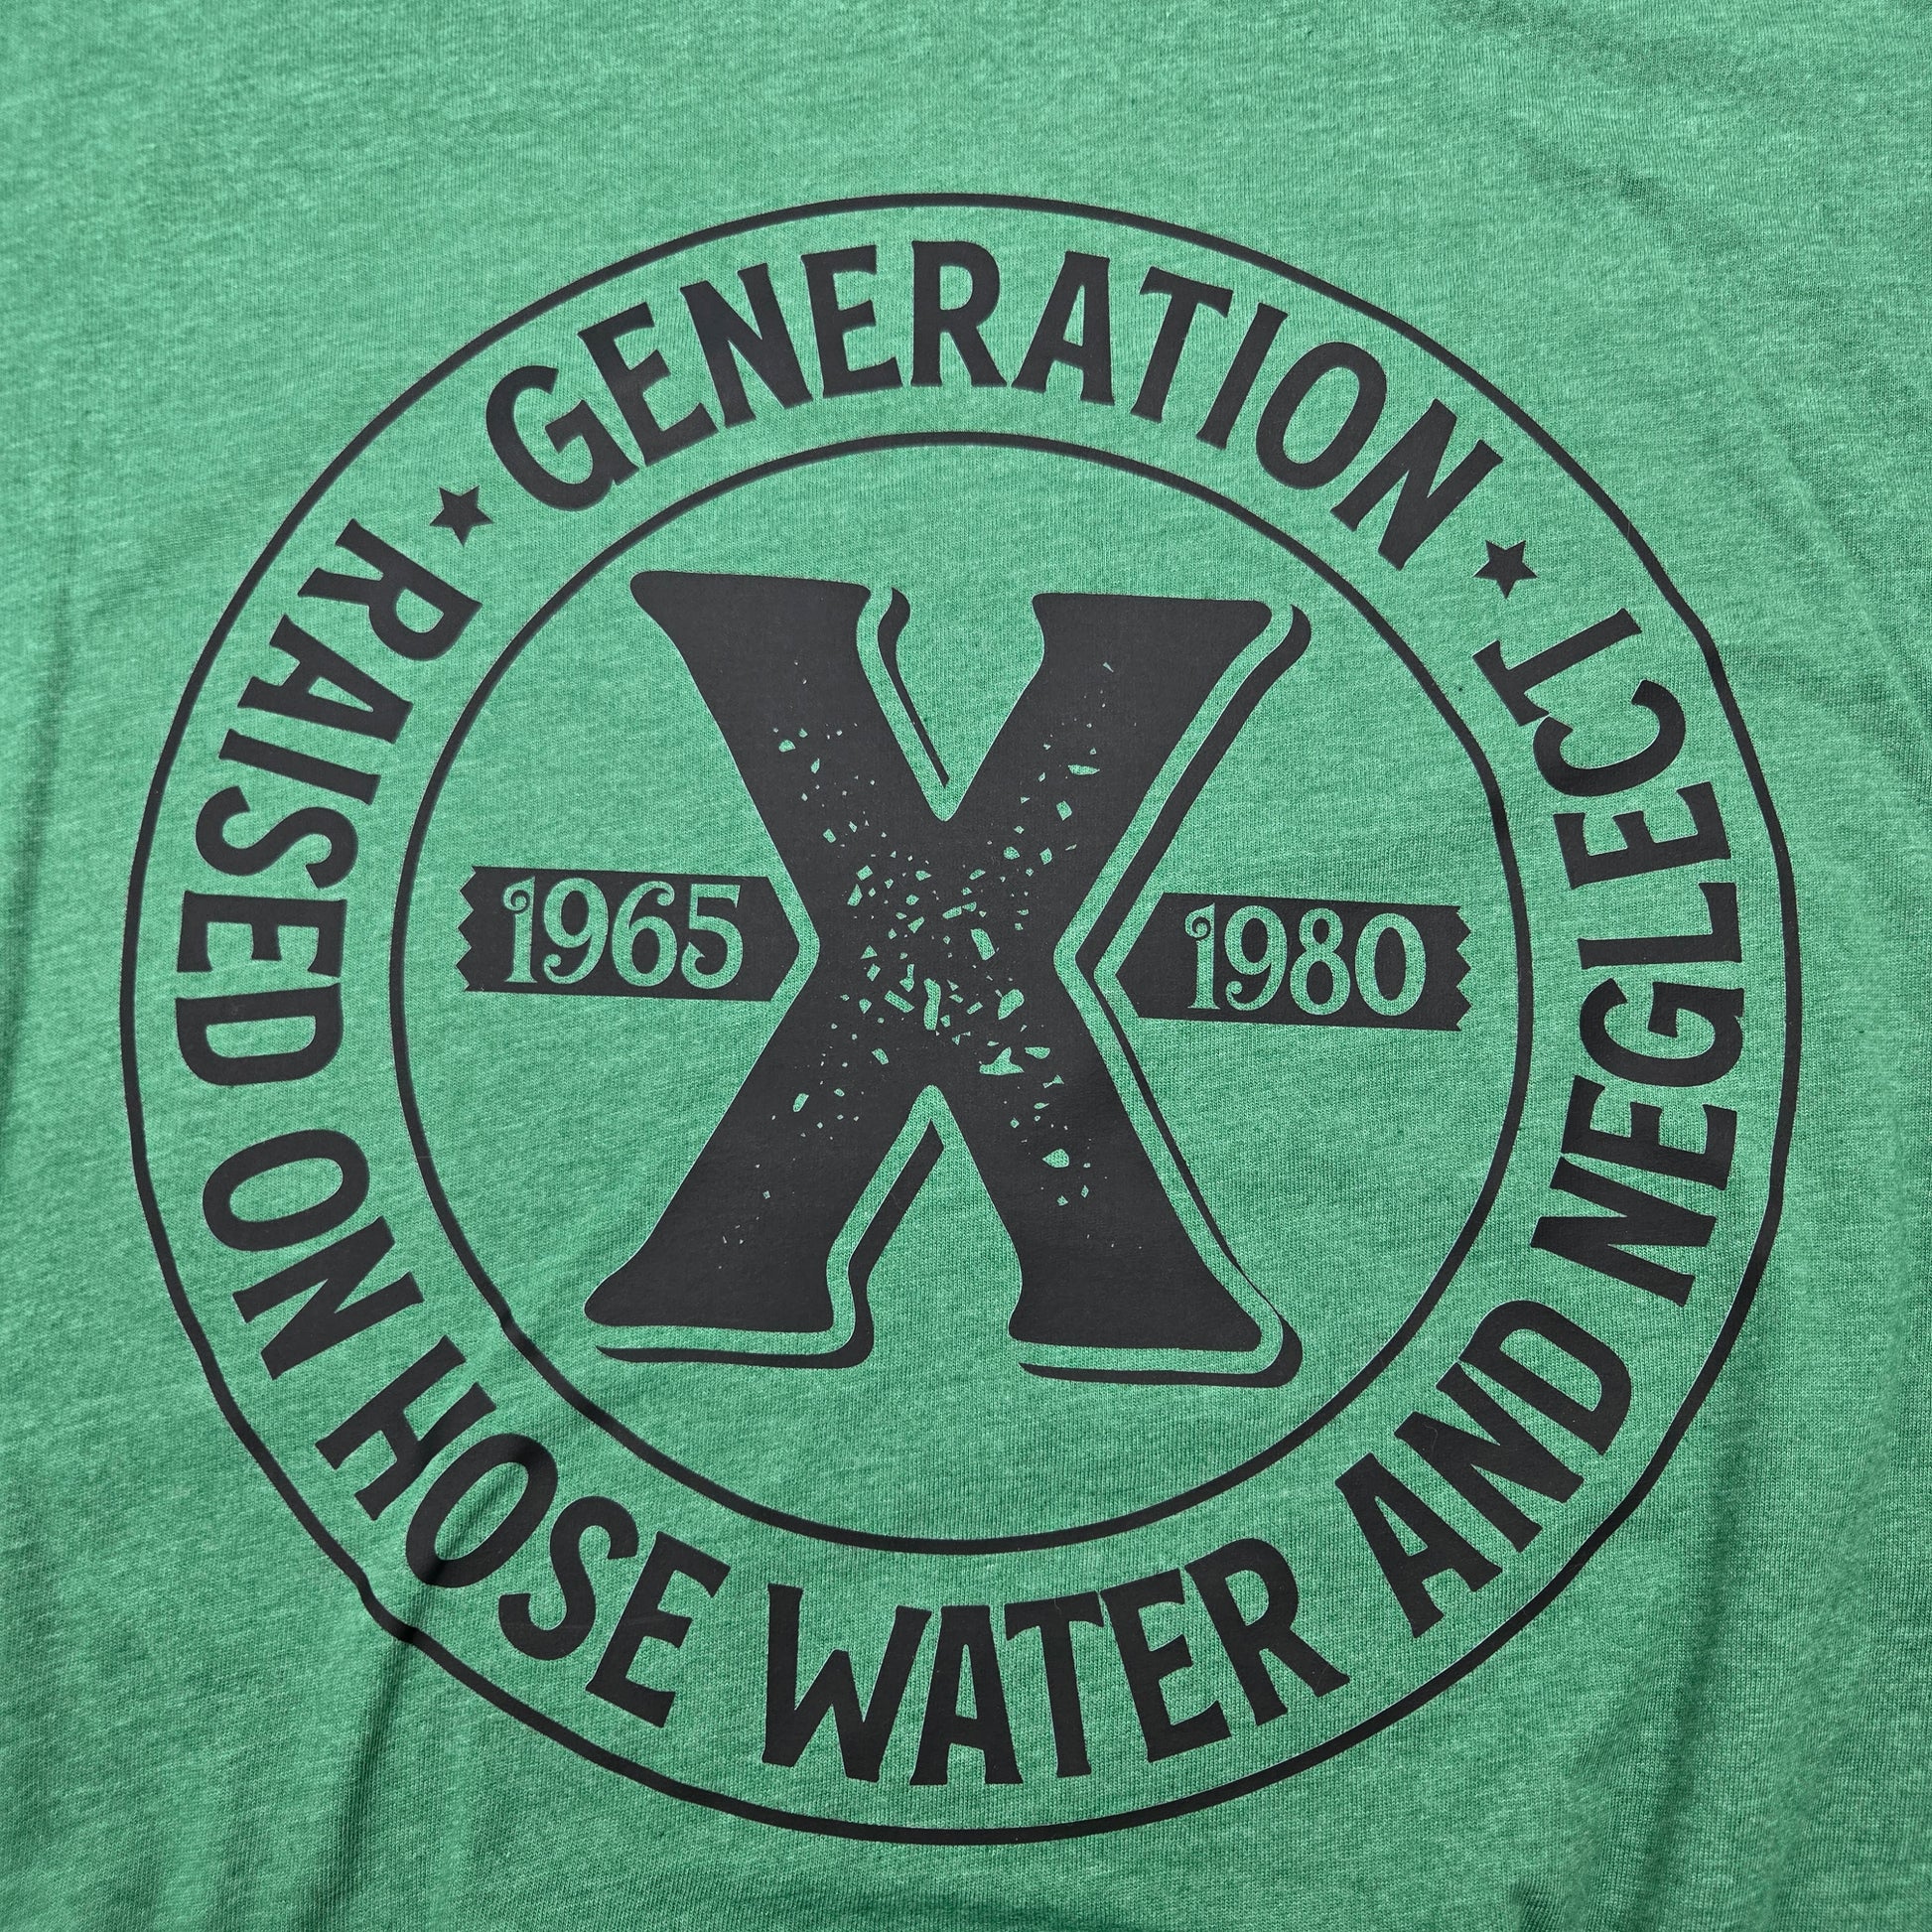 GENERATION
X
1965
1980
RAISED ON HOSE WATER AND NEGLECT